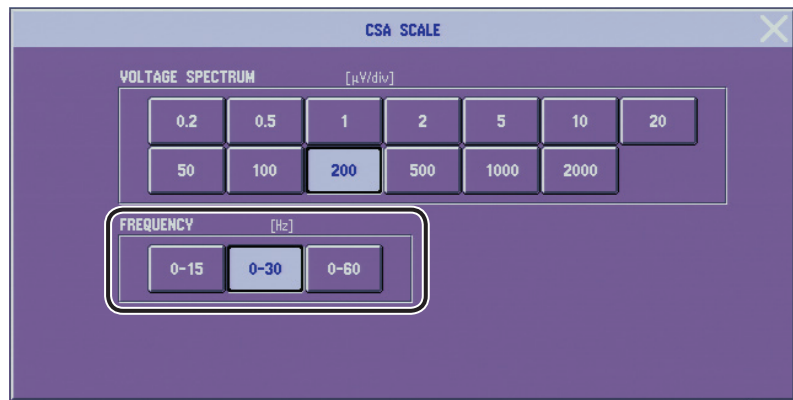 CSA SCALE
VOLTAGE SPECTRUM [µV/div]
0.2 0.5 1 2 5 10 20
50 100 200 500 1000 2000
FREQUENCY [Hz]
0-15 0-30 0-60